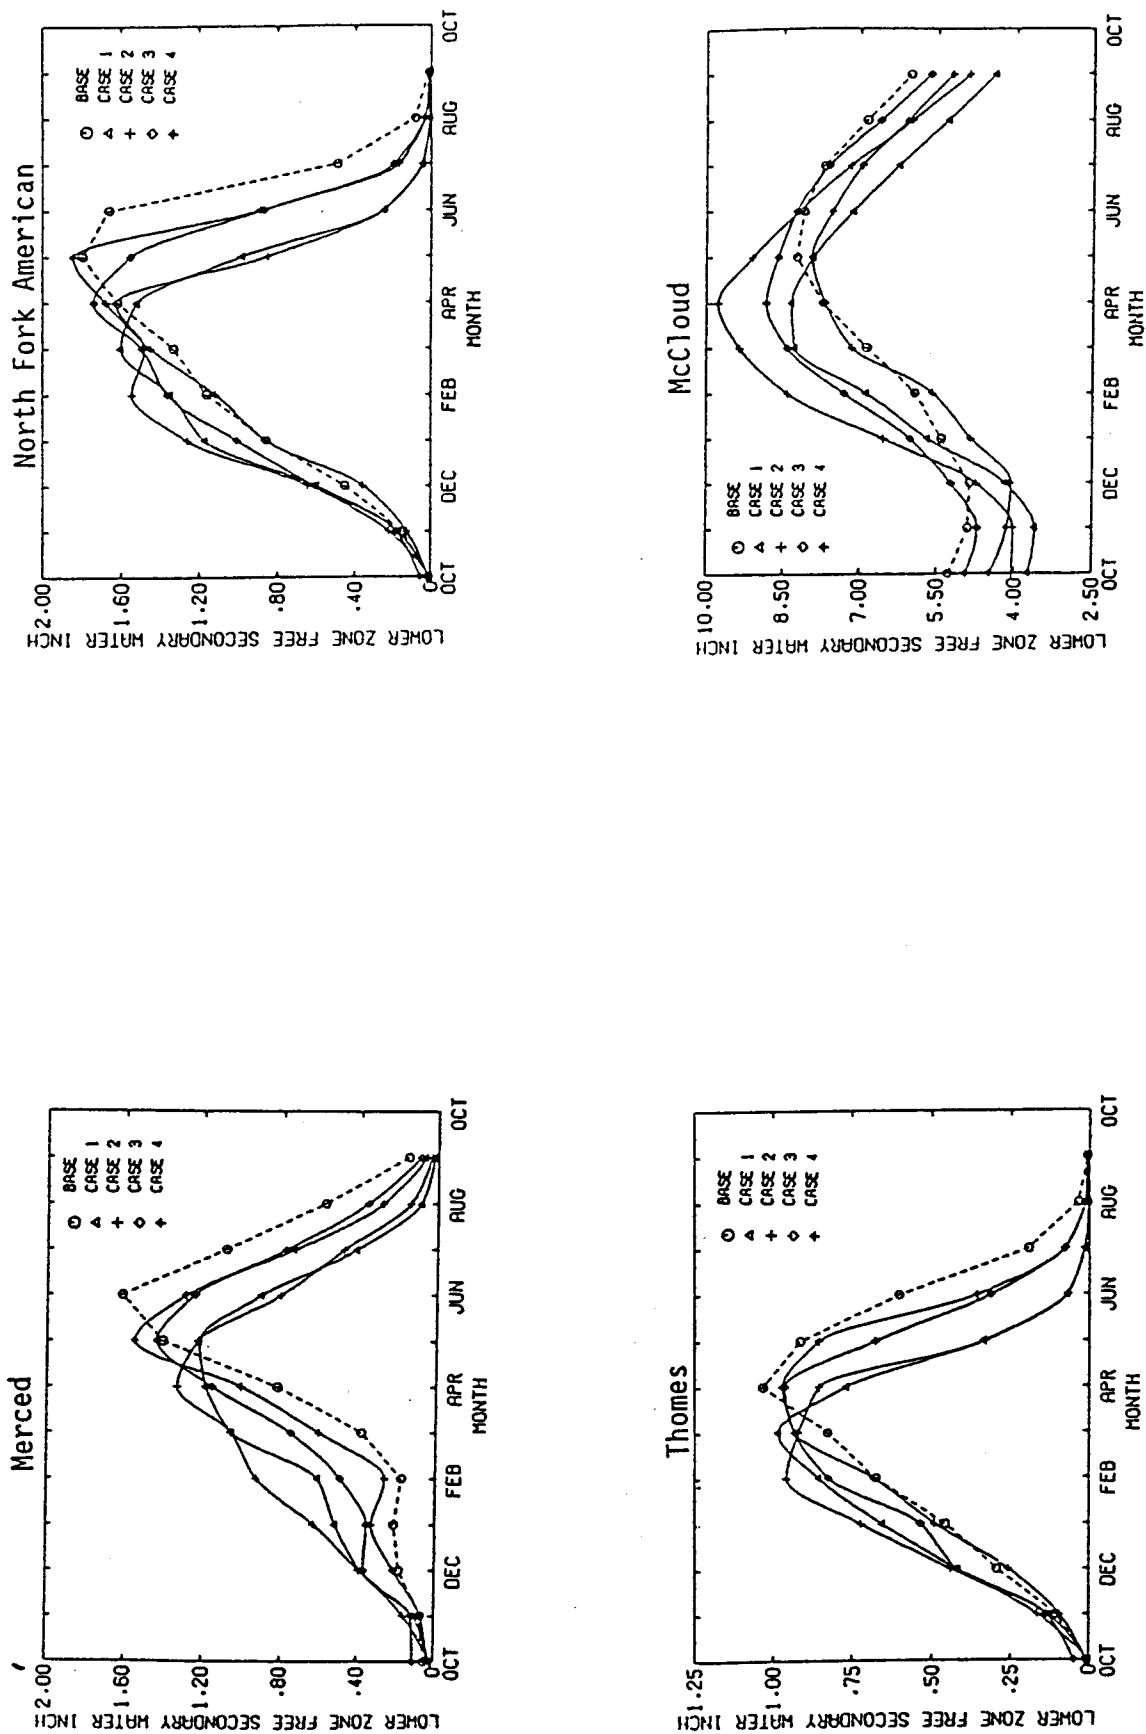 Merced
LOWER ZONE FREE SECONDARY WATER INCH
2.00
1.60
1.20
.80
.40
0
OCT
DEC
FEB
APR
JUN
AUG
OCT
MONTH
BASE
CASE 1
CASE 2
CASE 3
CASE 4
North Fork American
LOWER ZONE FREE SECONDARY WATER INCH
2.00
1.60
1.20
.80
.40
0
OCT
DEC
FEB
APR
JUN
AUG
OCT
MONTH
BASE
CASE 1
CASE 2
CASE 3
CASE 4
Thomes
LOWER ZONE FREE SECONDARY WATER INCH
1.25
1.00
.75
.50
.25
0
OCT
DEC
FEB
APR
JUN
AUG
OCT
MONTH
BASE
CASE 1
CASE 2
CASE 3
CASE 4
McCloud
LOWER ZONE FREE SECONDARY WATER INCH
10.00
8.50
7.00
5.50
4.00
2.50
OCT
DEC
FEB
APR
JUN
AUG
OCT
MONTH
BASE
CASE 1
CASE 2
CASE 3
CASE 4